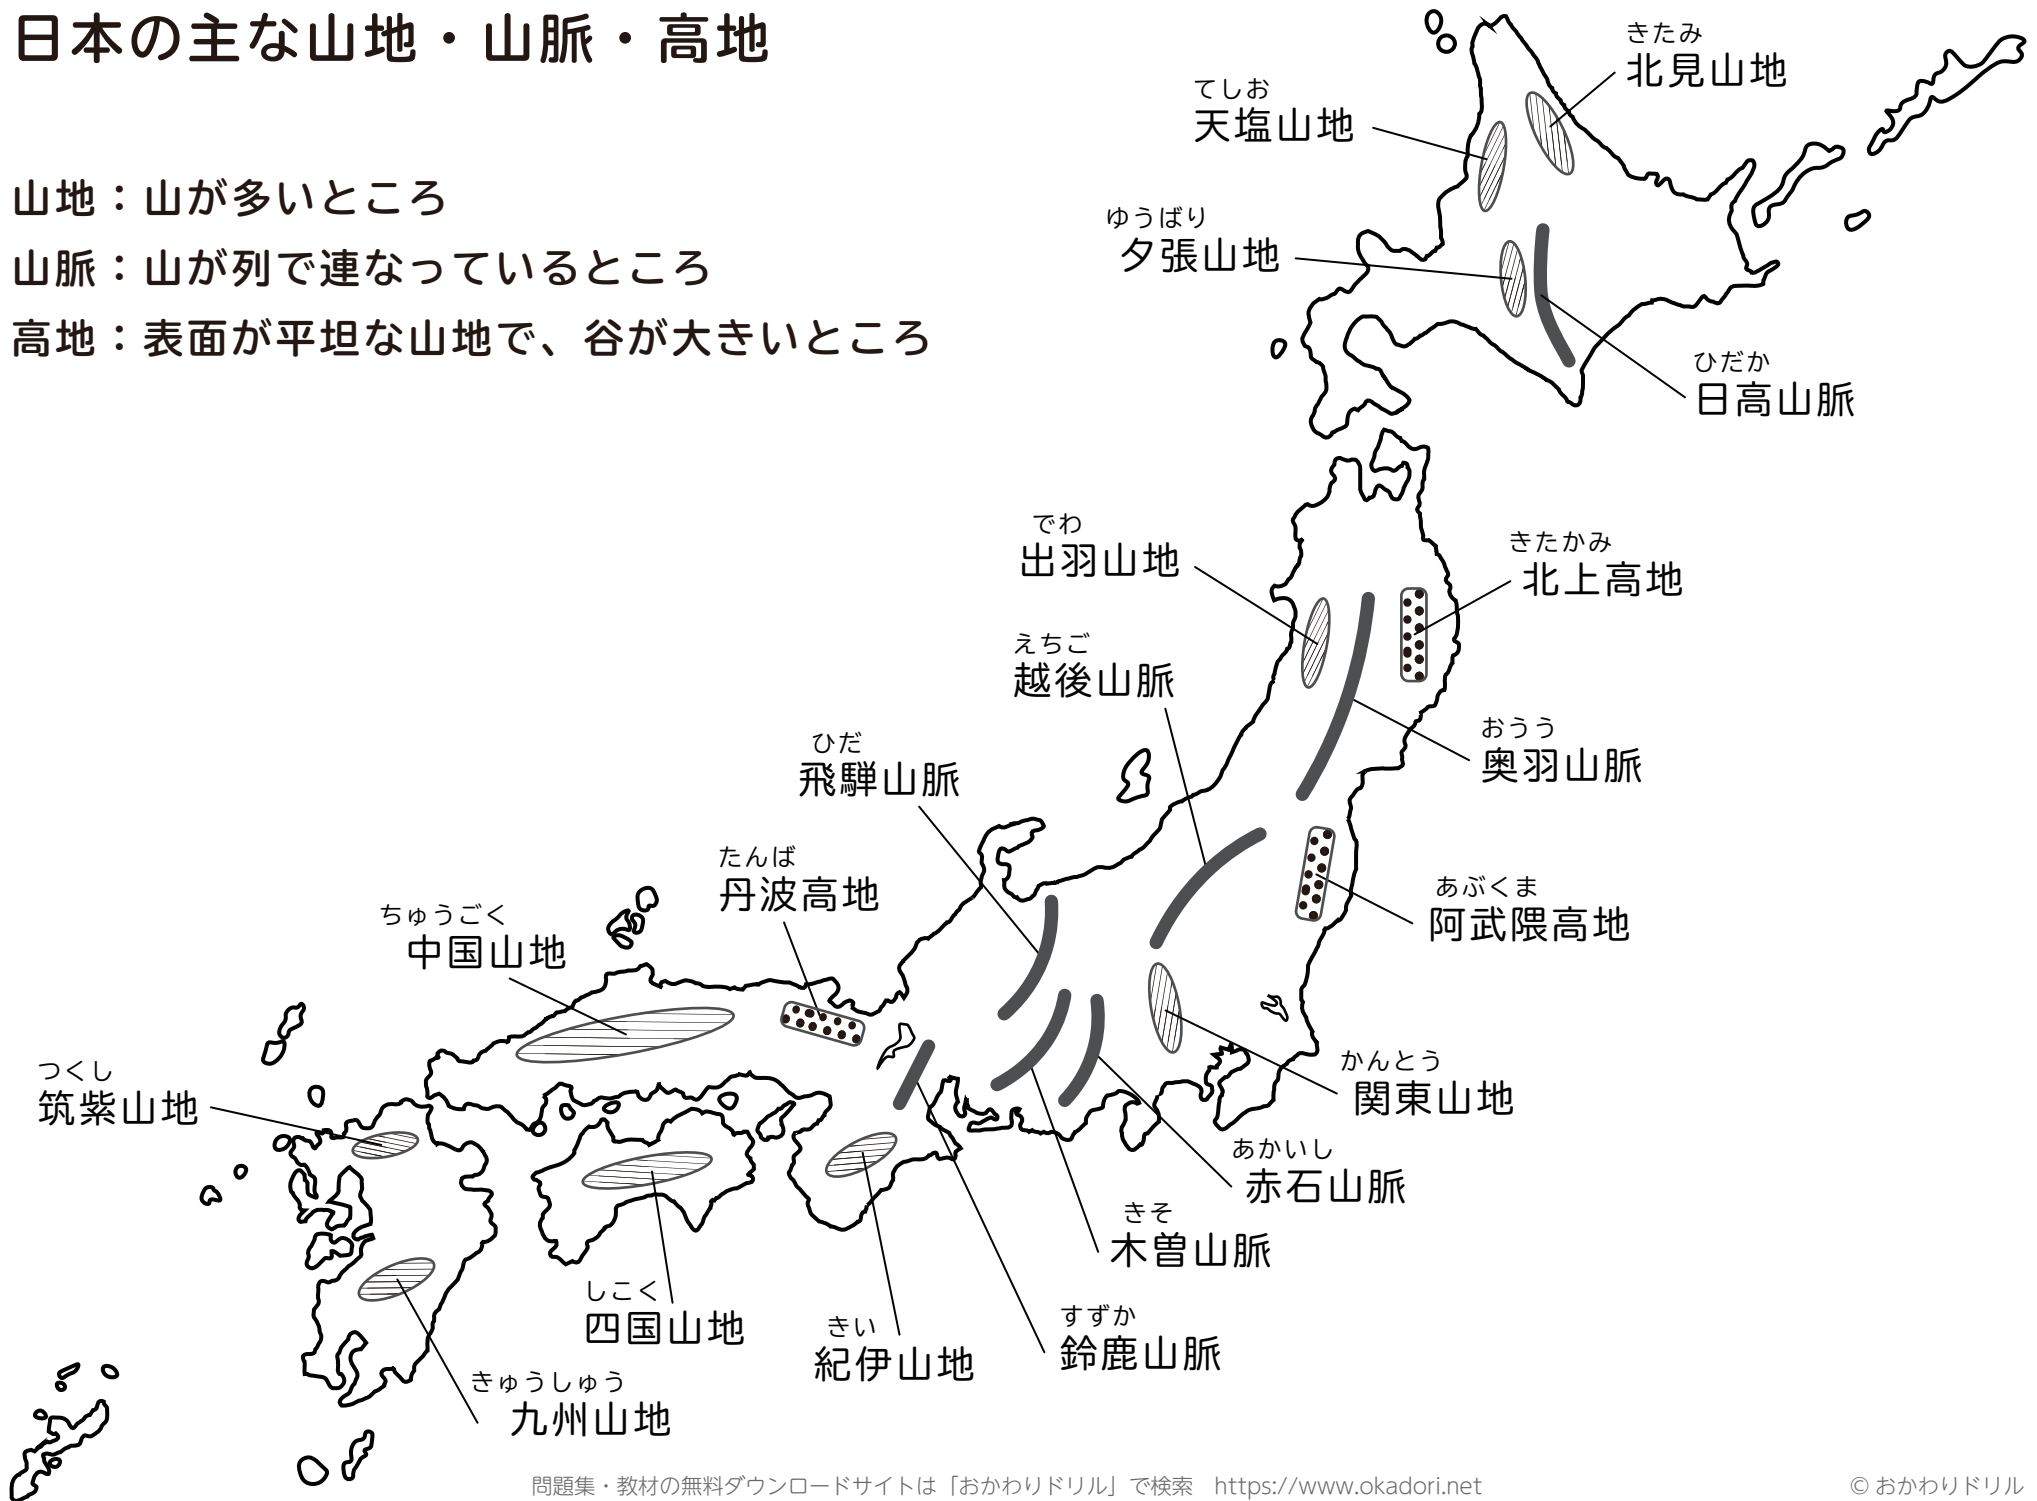 日本の主な山地・山脈・高地
山地：山が多いところ
山脈：山が列で連なっているところ
高地：表面が平坦な山地で、谷が大きいところ
きたみ
北見山地
てしお
天塩山地
ゆうばり
夕張山地
ひだか
日高山脈
でわ
出羽山地
きたかみ
北上高地
えちご
越後山脈
おうう
奥羽山脈
ひだ
飛騨山脈
たんば
丹波高地
あぶくま
阿武隈高地
ちゅうごく
中国山地
かんとう
関東山地
つくし
筑紫山地
あかいし
赤石山脈
きそ
木曽山脈
しこく
四国山地
きい
紀伊山地
すずか
鈴鹿山脈
きゅうしゅう
九州山地
問題集・教材の無料ダウンロードサイトは「おかわりドリル」で検索　https://www.okadori.net
© おかわりドリル